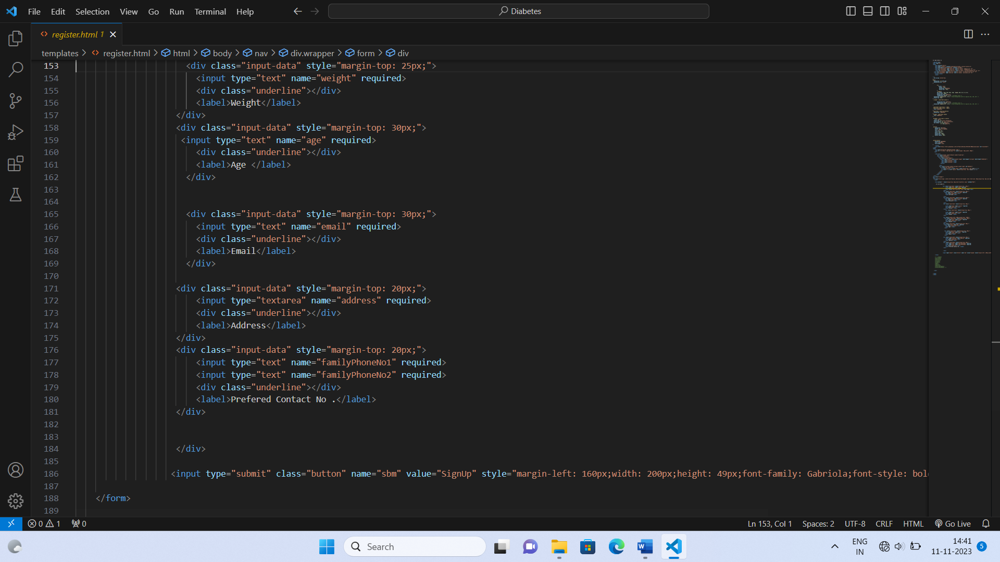 File Edit Selection View Go Run Terminal Help
Diabetes
register.html 1
templates > register.html > html > body > nav > div.wrapper > form > div
153 <div class="input-data" style="margin-top: 25px;">
154 <input type="text" name="weight" required>
155 <div class="underline"></div>
156 <label>Weight</label>
157 </div>
158 <div class="input-data" style="margin-top: 30px;">
159 <input type="text" name="age" required>
160 <div class="underline"></div>
161 <label>Age </label>
162 </div>
163
164
165 <div class="input-data" style="margin-top: 30px;">
166 <input type="text" name="email" required>
167 <div class="underline"></div>
168 <label>Email</label>
169 </div>
170
171 <div class="input-data" style="margin-top: 20px;">
172 <input type="textarea" name="address" required>
173 <div class="underline"></div>
174 <label>Address</label>
175 </div>
176 <div class="input-data" style="margin-top: 20px;">
177 <input type="text" name="familyPhoneNo1" required>
178 <input type="text" name="familyPhoneNo2" required>
179 <div class="underline"></div>
180 <label>Prefered Contact No .</label>
181 </div>
182
183
184 </div>
185
186 <input type="submit" class="button" name="sbm" value="SignUp" style="margin-left: 160px;width: 200px;height: 49px;font-family: Gabriola;font-style: bol
187
188 </form>
189
0 1 0
Ln 153, Col 1 Spaces: 2 UTF-8 CRLF HTML Go Live
Search
ENG
IN
14:41
11-11-2023
5